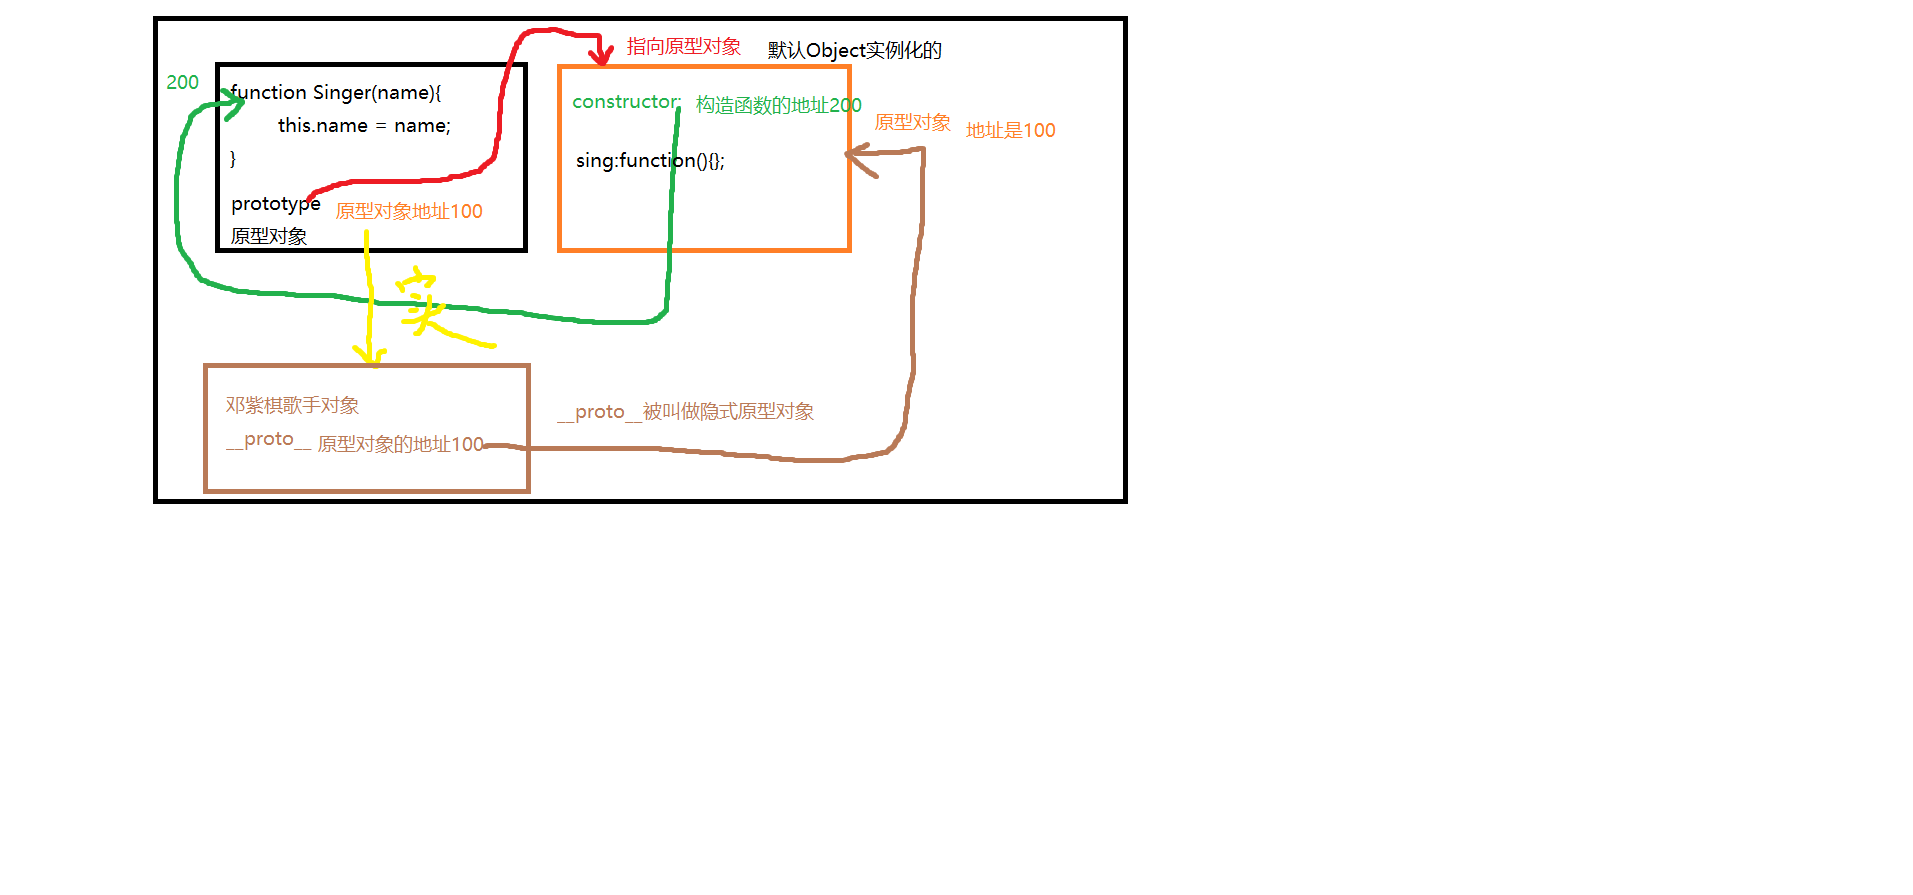 200
function Singer(name){
this.name = name;
}
prototype 原型对象地址100
原型对象
指向原型对象
默认Object实例化的
constructor: 构造函数的地址200
sing:function(){};
原型对象 地址是100
实
邓紫棋歌手对象
__proto__ 原型对象的地址100
__proto__被叫做隐式原型对象